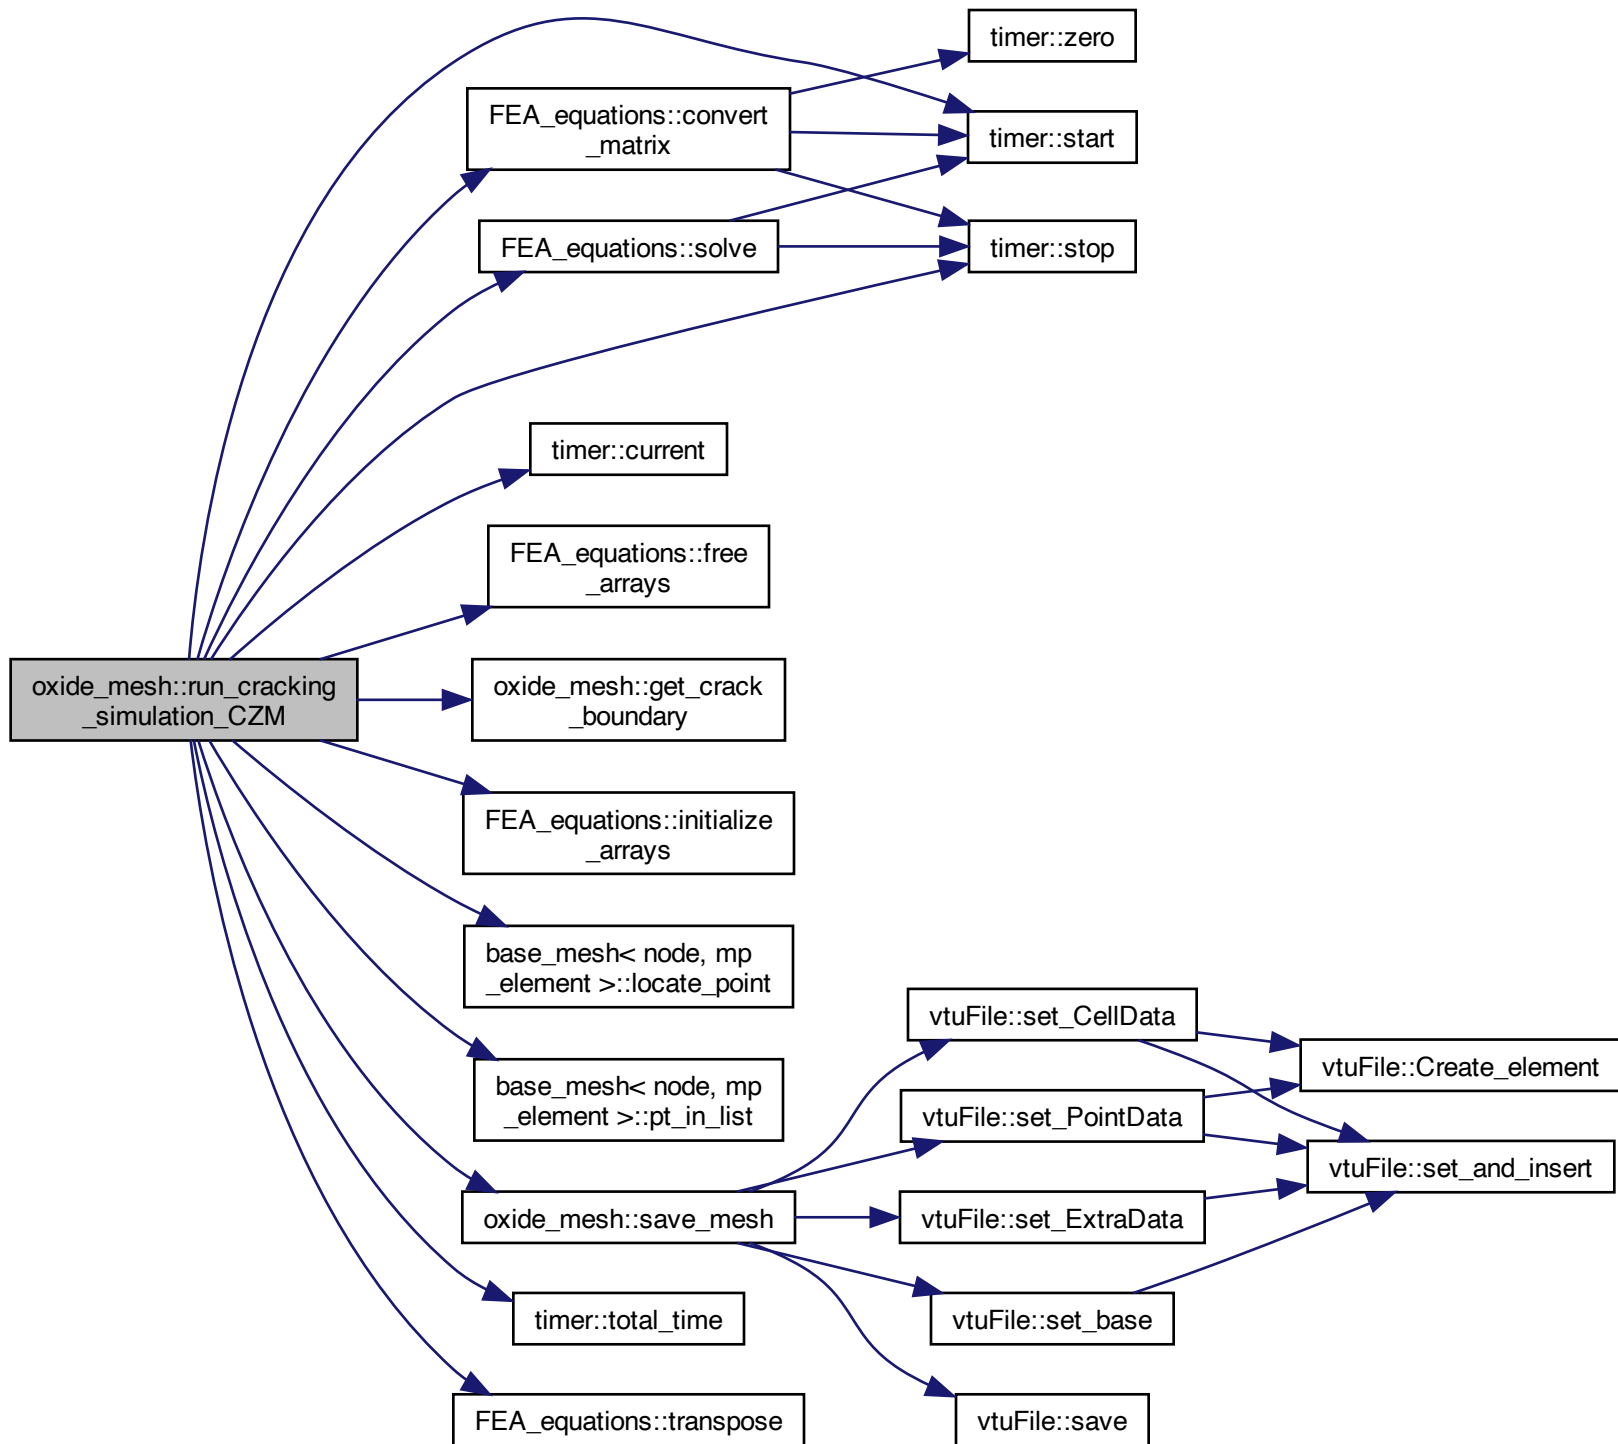 timer::zero
FEA_equations::convert
_matrix
timer::start
FEA_equations::solve
timer::stop
timer::current
FEA_equations::free
_arrays
oxide_mesh::run_cracking
_simulation_CZM
oxide_mesh::get_crack
_boundary
FEA_equations::initialize
_arrays
base_mesh< node, mp
_element >::locate_point
vtuFile::set_CellData
vtuFile::Create_element
base_mesh< node, mp
_element >::pt_in_list
vtuFile::set_PointData
vtuFile::set_and_insert
oxide_mesh::save_mesh
vtuFile::set_ExtraData
timer::total_time
vtuFile::set_base
FEA_equations::transpose
vtuFile::save